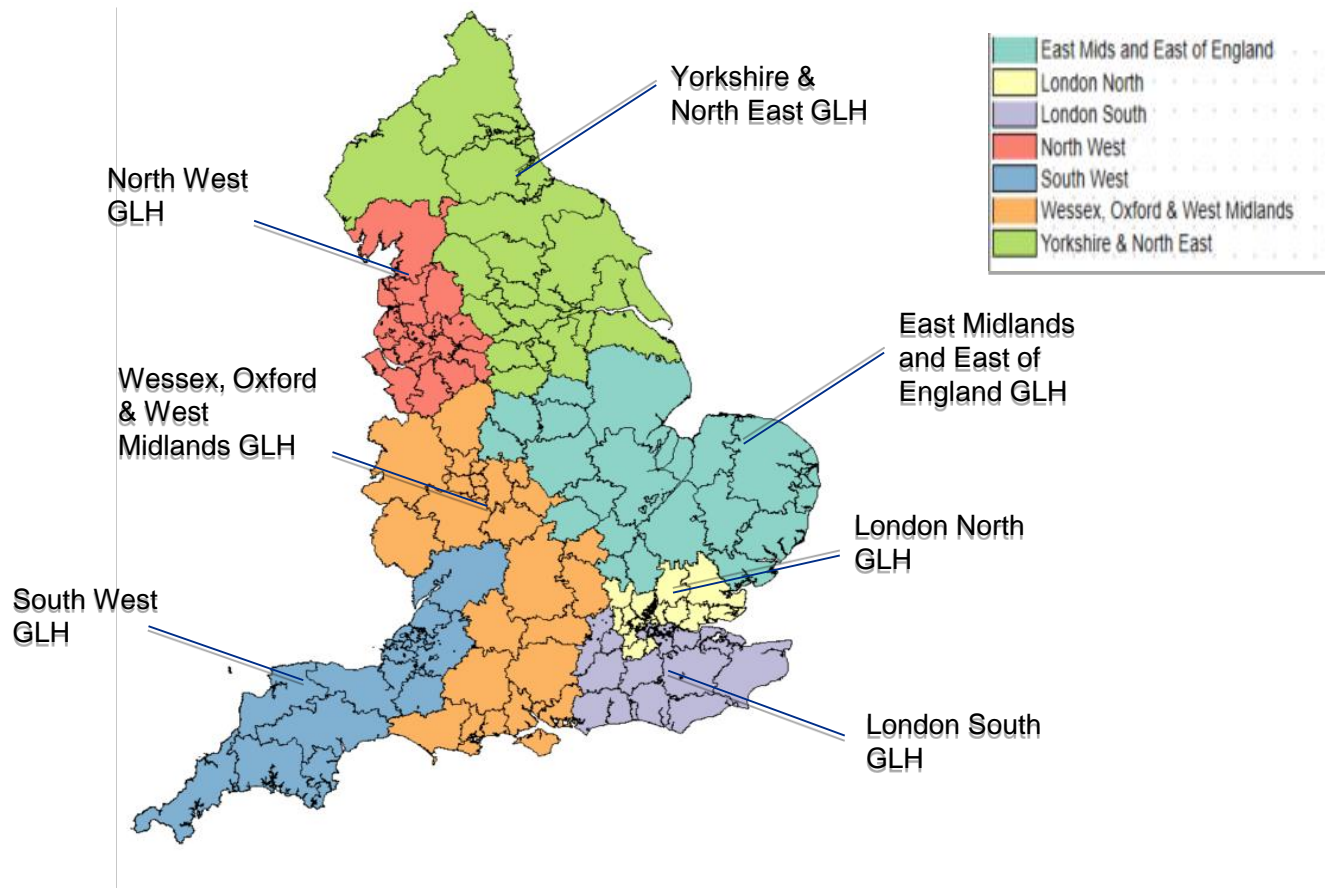 East Mids and East of England
London North
London South
North West
South West
Wessex, Oxford & West Midlands
Yorkshire & North East
Yorkshire &
North East GLH
North West
GLH
East Midlands
and East of
England GLH
Wessex, Oxford
& West
Midlands GLH
London North
GLH
South West
GLH
London South
GLH